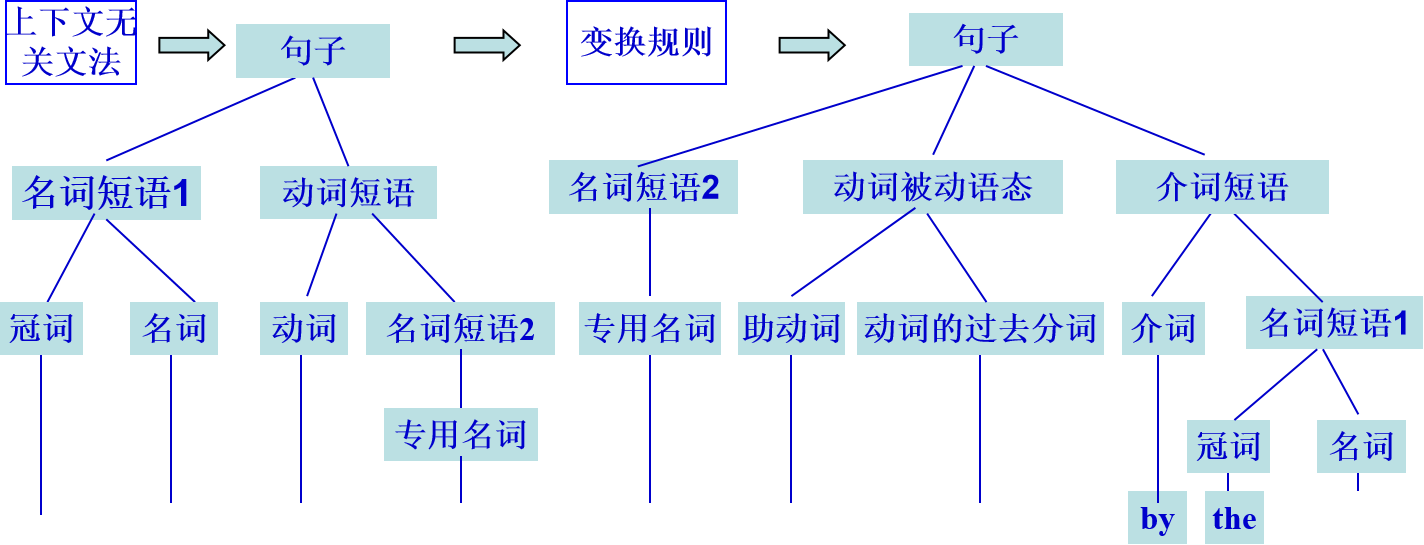 上下文无
关文法
句子
变换规则
句子
名词短语1
动词短语
名词短语2
动词被动语态
介词短语
冠词
名词
动词
名词短语2
专用名词
助动词
动词的过去分词
介词
名词短语1
专用名词
冠词
名词
by
the